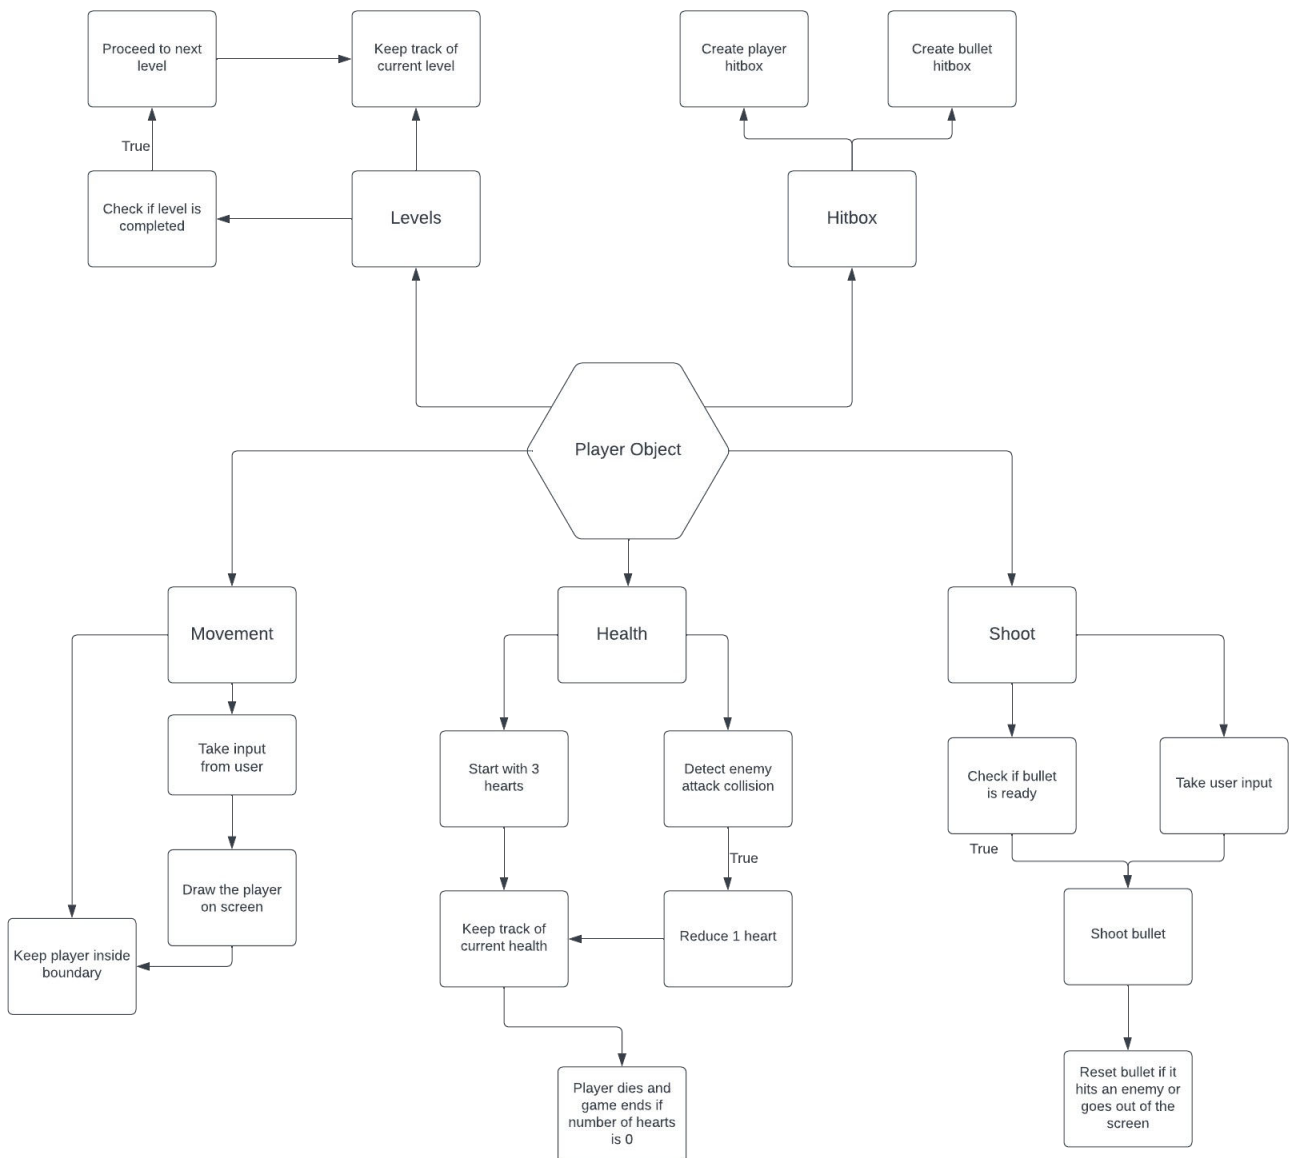 Proceed to next
level
Keep track of
current level
Create player
hitbox
Create bullet
hitbox
True
Check if level is
completed
Levels
Hitbox
Player Object
Movement
Health
Shoot
Take input
from user
Start with 3
hearts
Detect enemy
attack collision
Check if bullet
is ready
Take user input
True
True
Draw the player
on screen
Keep track of
current health
Reduce 1 heart
Shoot bullet
Keep player inside
boundary
Player dies and
game ends if
number of hearts
is 0
Reset bullet if it
hits an enemy or
goes out of the
screen